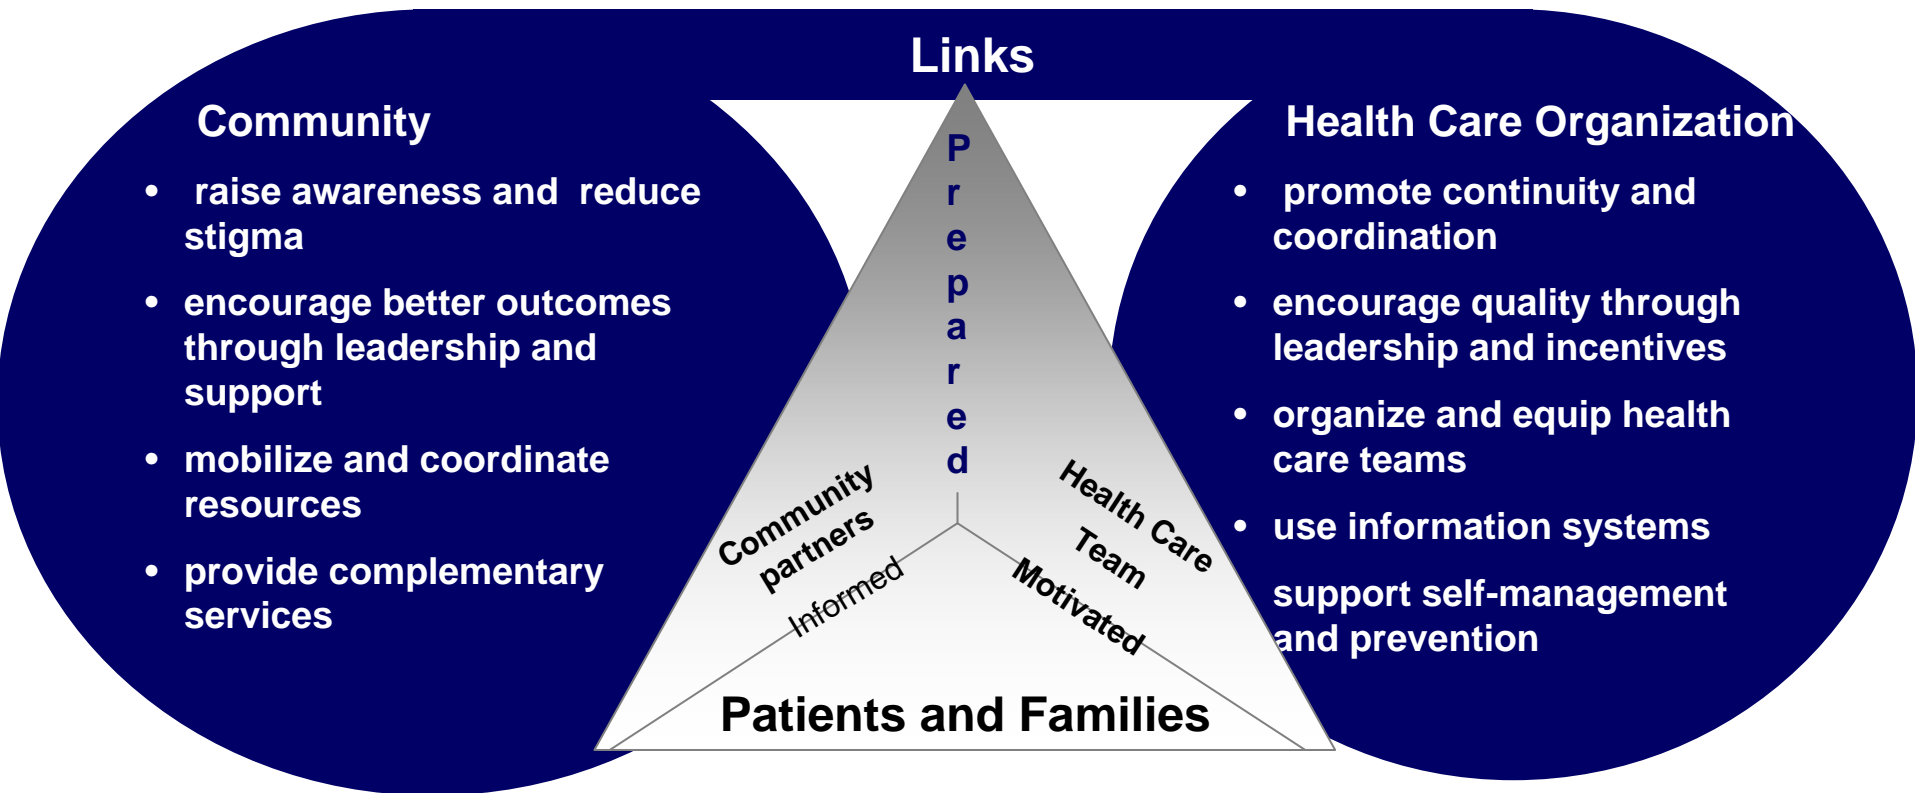 Links
Community
• raise awareness and reduce
stigma
• encourage better outcomes
through leadership and
support
• mobilize and coordinate
resources
• provide complementary
services
Prepared
Community
partners
Informed
Health Care
Team
Motivated
Patients and Families
Health Care Organization
• promote continuity and
coordination
• encourage quality through
leadership and incentives
• organize and equip health
care teams
• use information systems
support self-management
and prevention